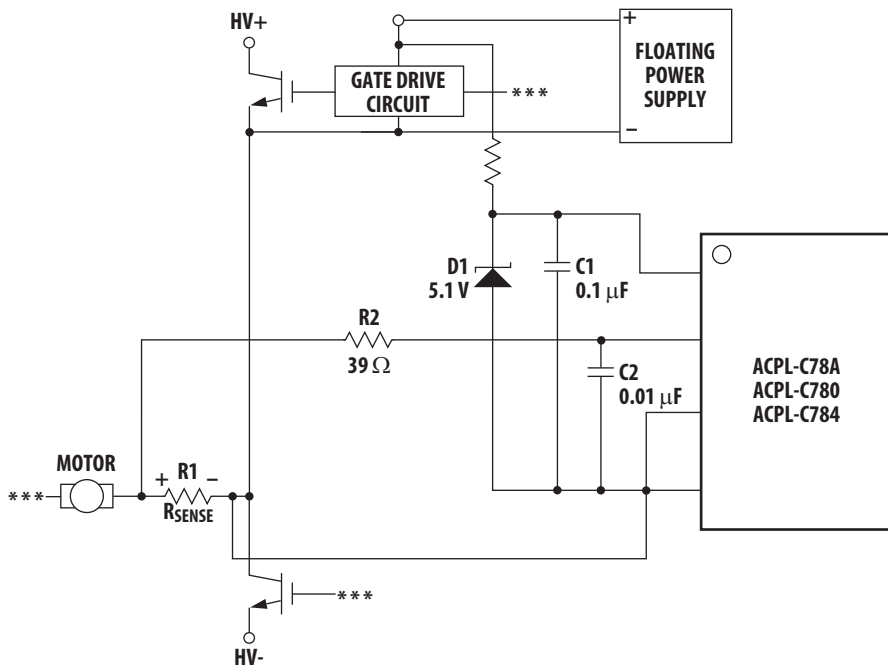 HV+
+
FLOATING
POWER
SUPPLY
−
GATE DRIVE
CIRCUIT
***
D1
5.1 V
C1
0.1 μF
R2
39 Ω
C2
0.01 μF
ACPL-C78A
ACPL-C780
ACPL-C784
MOTOR
***
+
R1
−
RSENSE
***
HV-